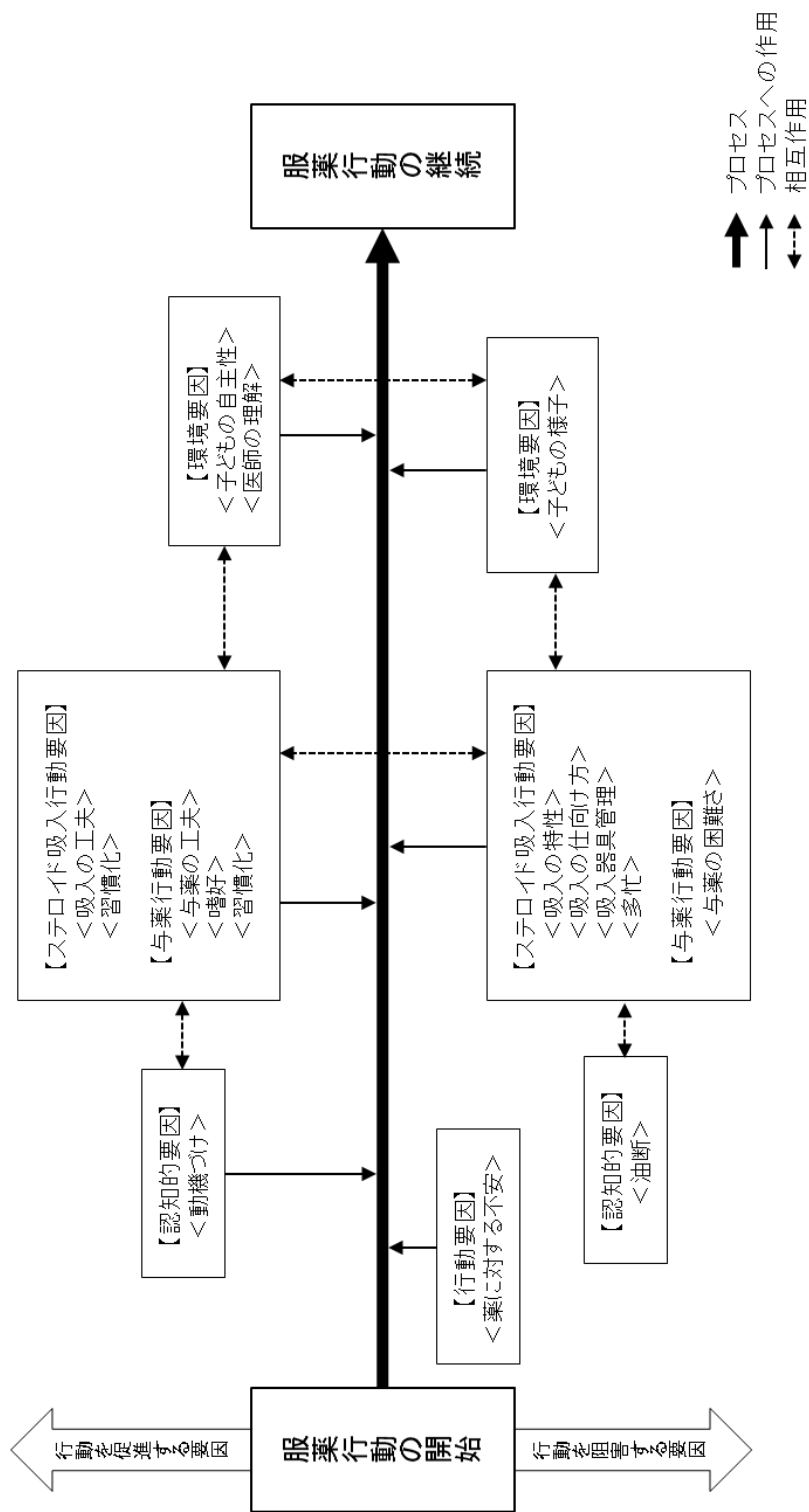 行動を促進する要因
服薬行動の開始
行動を阻害する要因
【認知的要因】
<動機づけ>
【行動要因】
<薬に対する不安>
【認知的要因】
<油断>
【ステロイド吸入行動要因】
<吸入の工夫>
<習慣化>
【与薬行動要因】
<与薬の工夫>
<嗜好>
<習慣化>
【ステロイド吸入行動要因】
<吸入の特性>
<吸入の仕向け方>
<吸入器具管理>
<多忙>
【与薬行動要因】
<与薬の困難さ>
【環境要因】
<子どもの自主性>
<医師の理解>
【環境要因】
<子どもの様子>
服薬行動の継続
プロセス
プロセスへの作用
相互作用